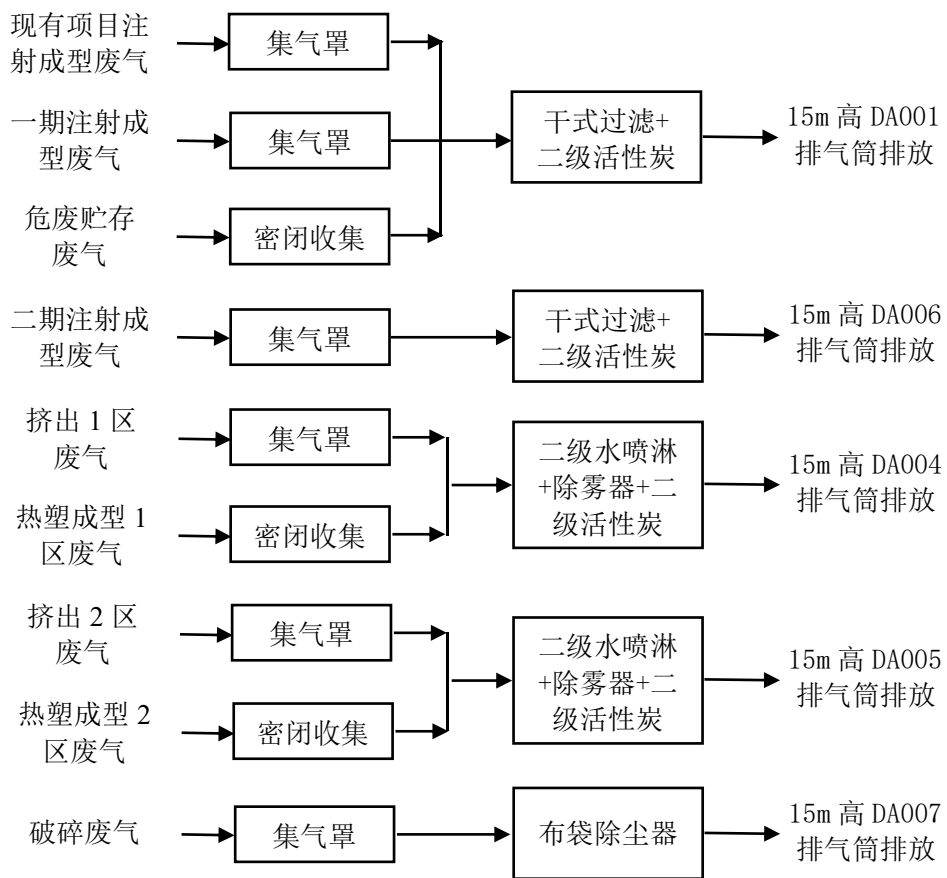 现有项目注
射成型废气
集气罩
一期注射成
型废气
集气罩
干式过滤+
二级活性炭
15m 高 DA001
排气筒排放
危废贮存
废气
密闭收集
二期注射成
型废气
集气罩
干式过滤+
二级活性炭
15m 高 DA006
排气筒排放
挤出 1 区
废气
集气罩
热塑成型 1
区废气
密闭收集
二级水喷淋
+除雾器+二
级活性炭
15m 高 DA004
排气筒排放
挤出 2 区
废气
集气罩
热塑成型 2
区废气
密闭收集
二级水喷淋
+除雾器+二
级活性炭
15m 高 DA005
排气筒排放
破碎废气
集气罩
布袋除尘器
15m 高 DA007
排气筒排放